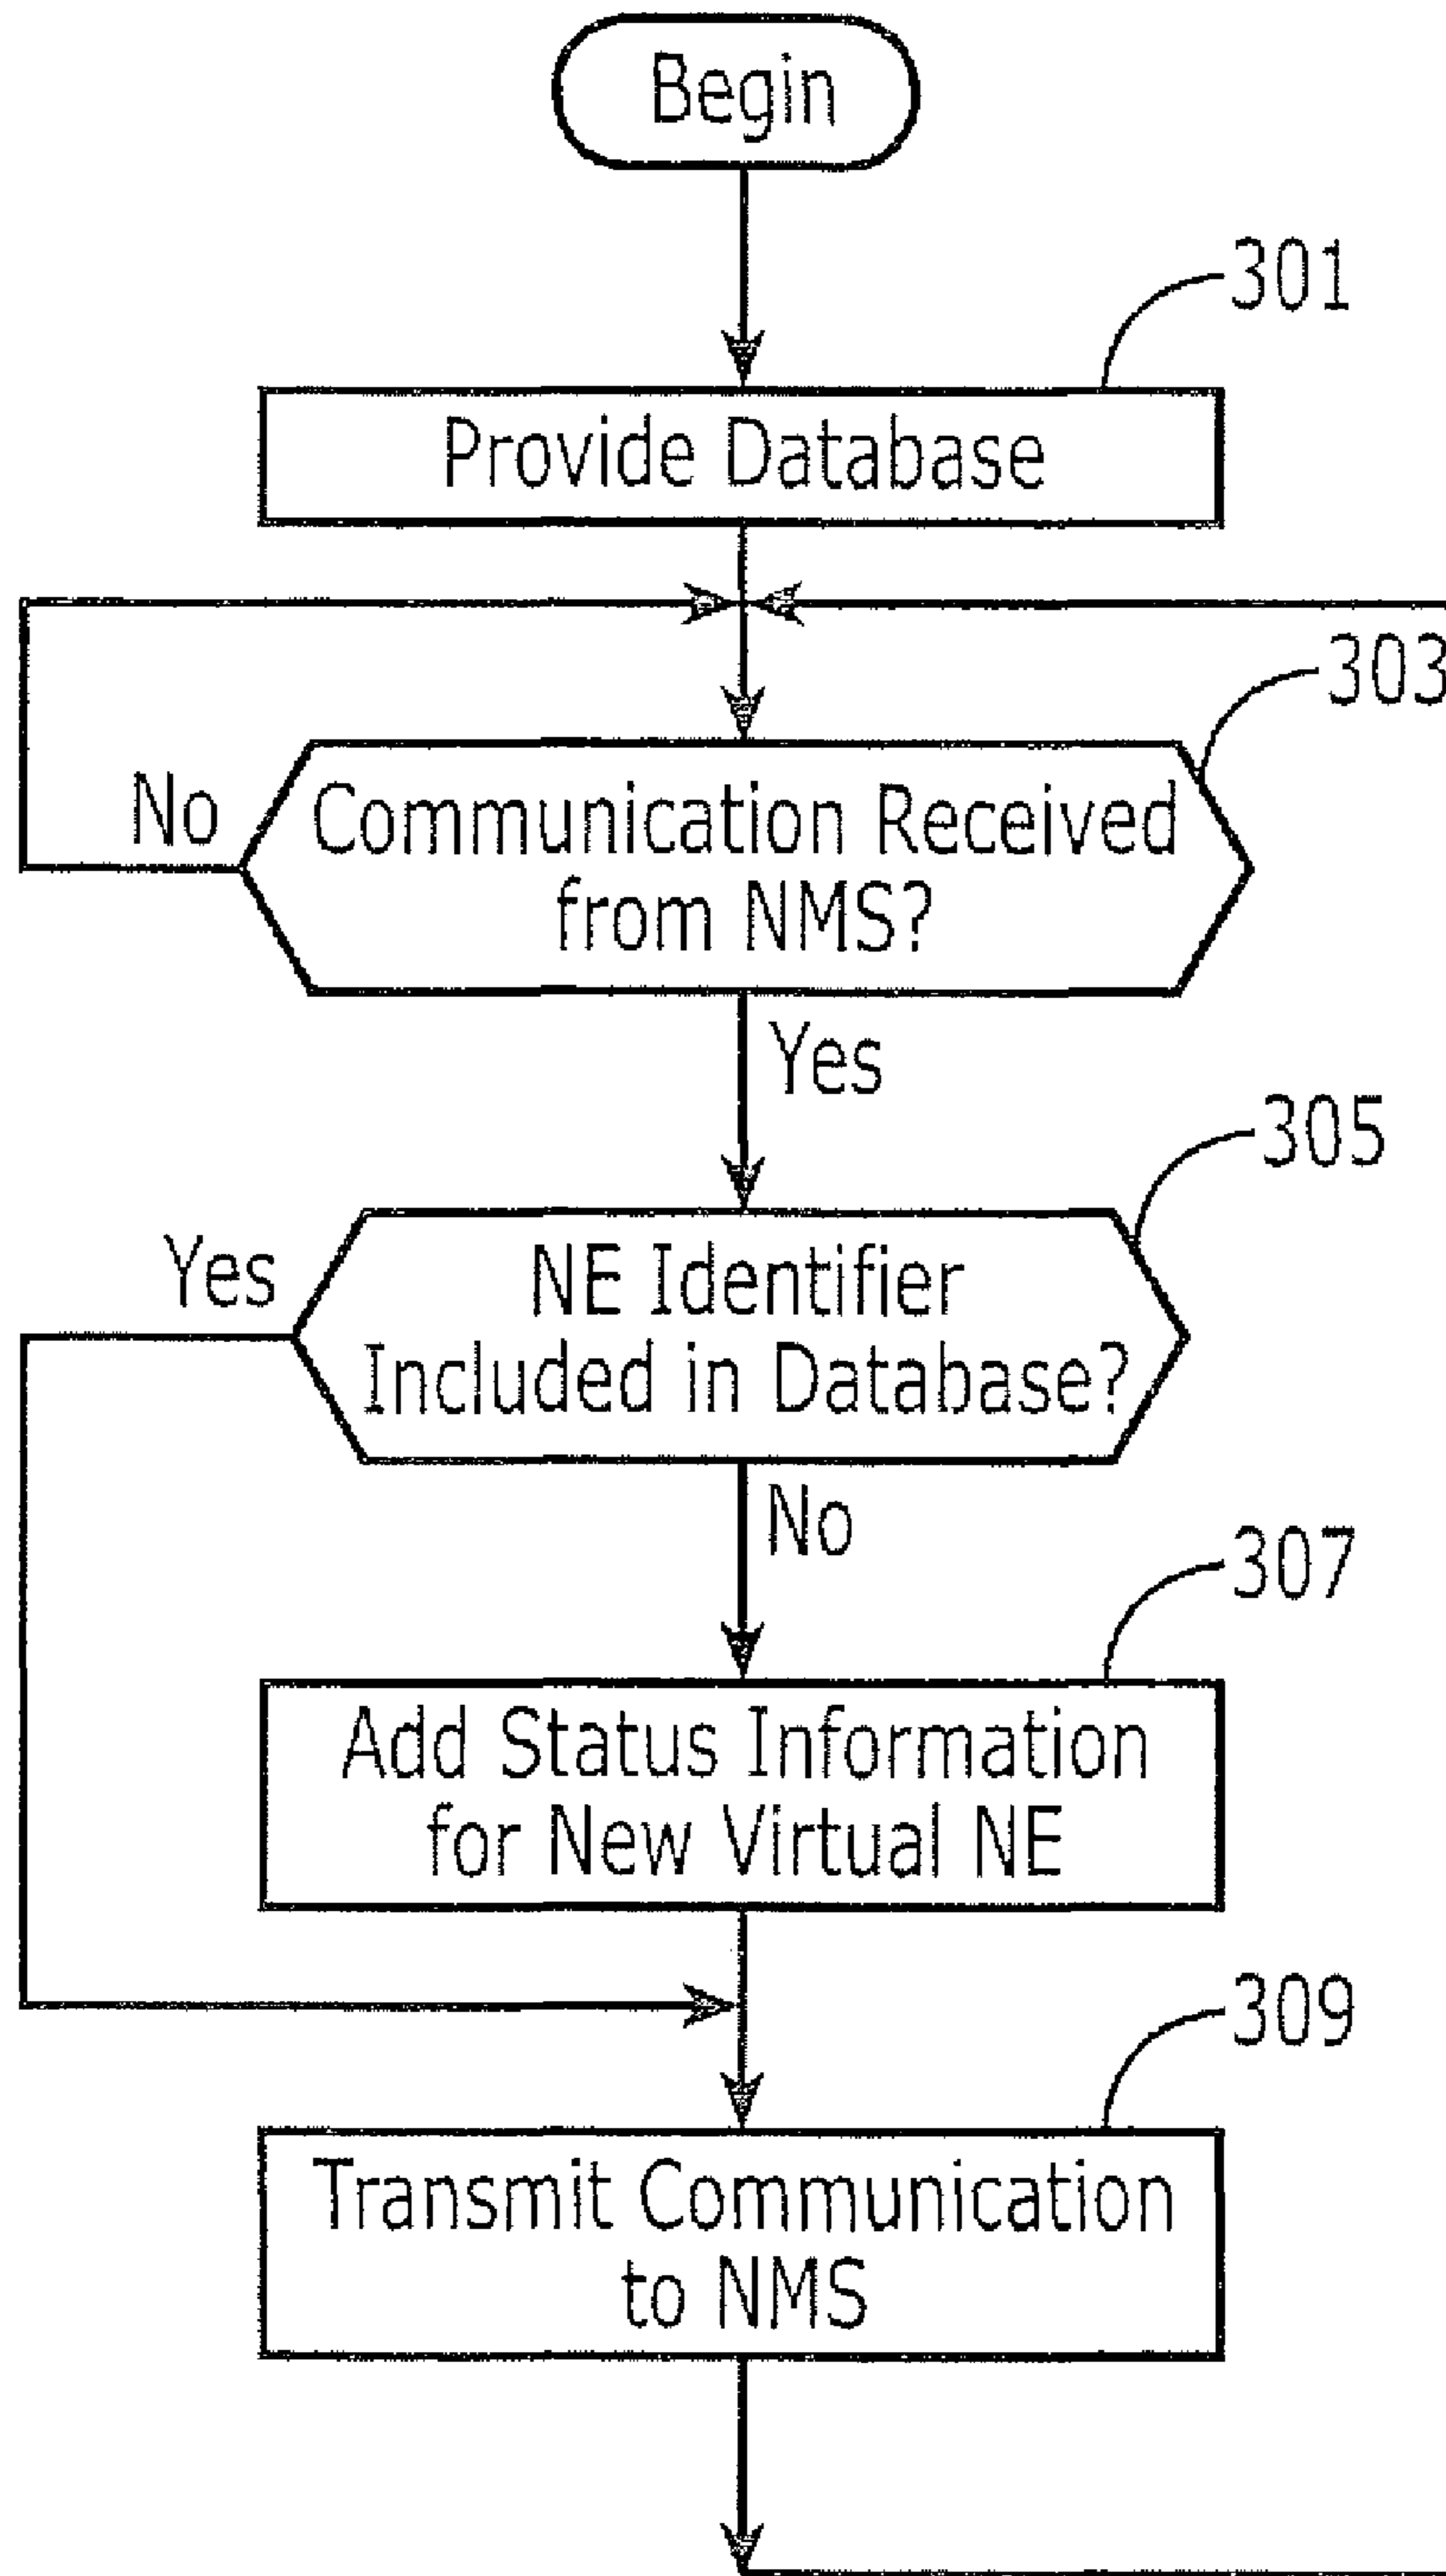 Begin
301
Provide Database
303
No
Communication Received
from NMS?
Yes
305
Yes
NE Identifier
Included in Database?
No
307
Add Status Information
for New Virtual NE
309
Transmit Communication
to NMS